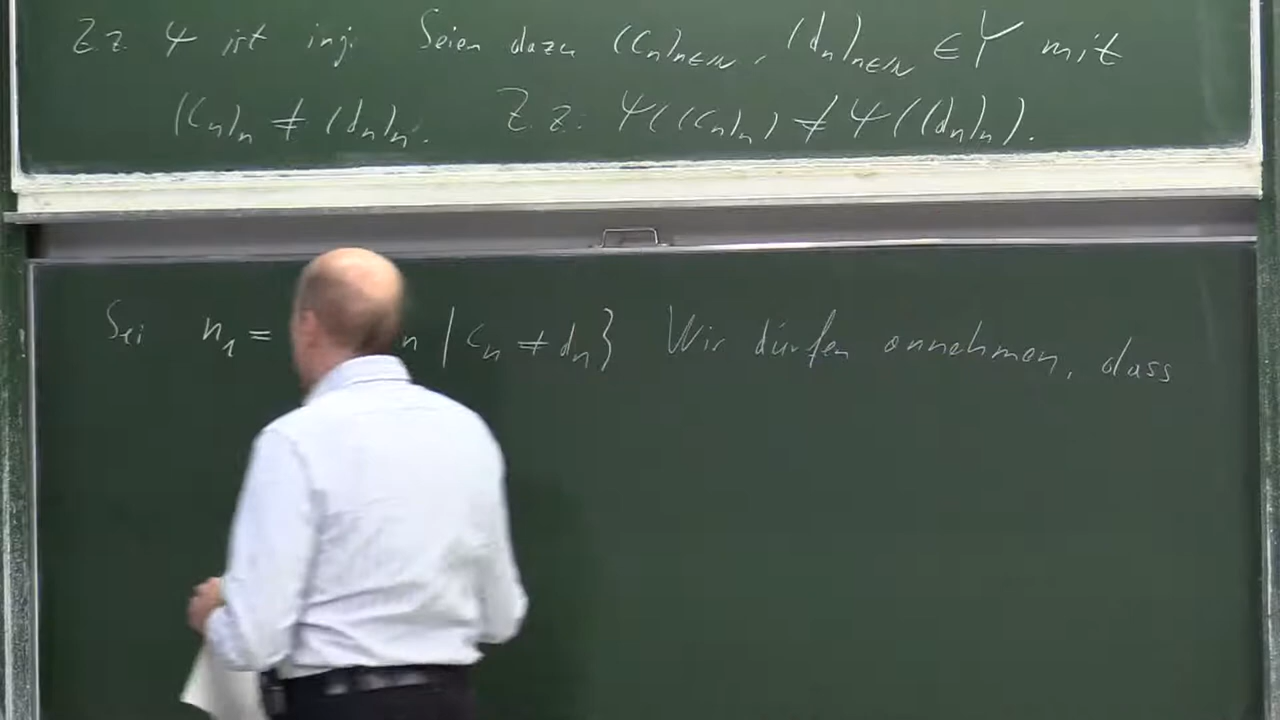 Z.z. Ψ ist inj. Seien dazu (cₙ)ₙ∈ℕ, (dₙ)ₙ∈ℕ ∈ Y mit
(cₙ)ₙ ≠ (dₙ)ₙ. Z.z.: Ψ((cₙ)ₙ) ≠ Ψ((dₙ)ₙ).
Sei n₁ = n | cₙ ≠ dₙ} Wir dürfen annehmen, dass